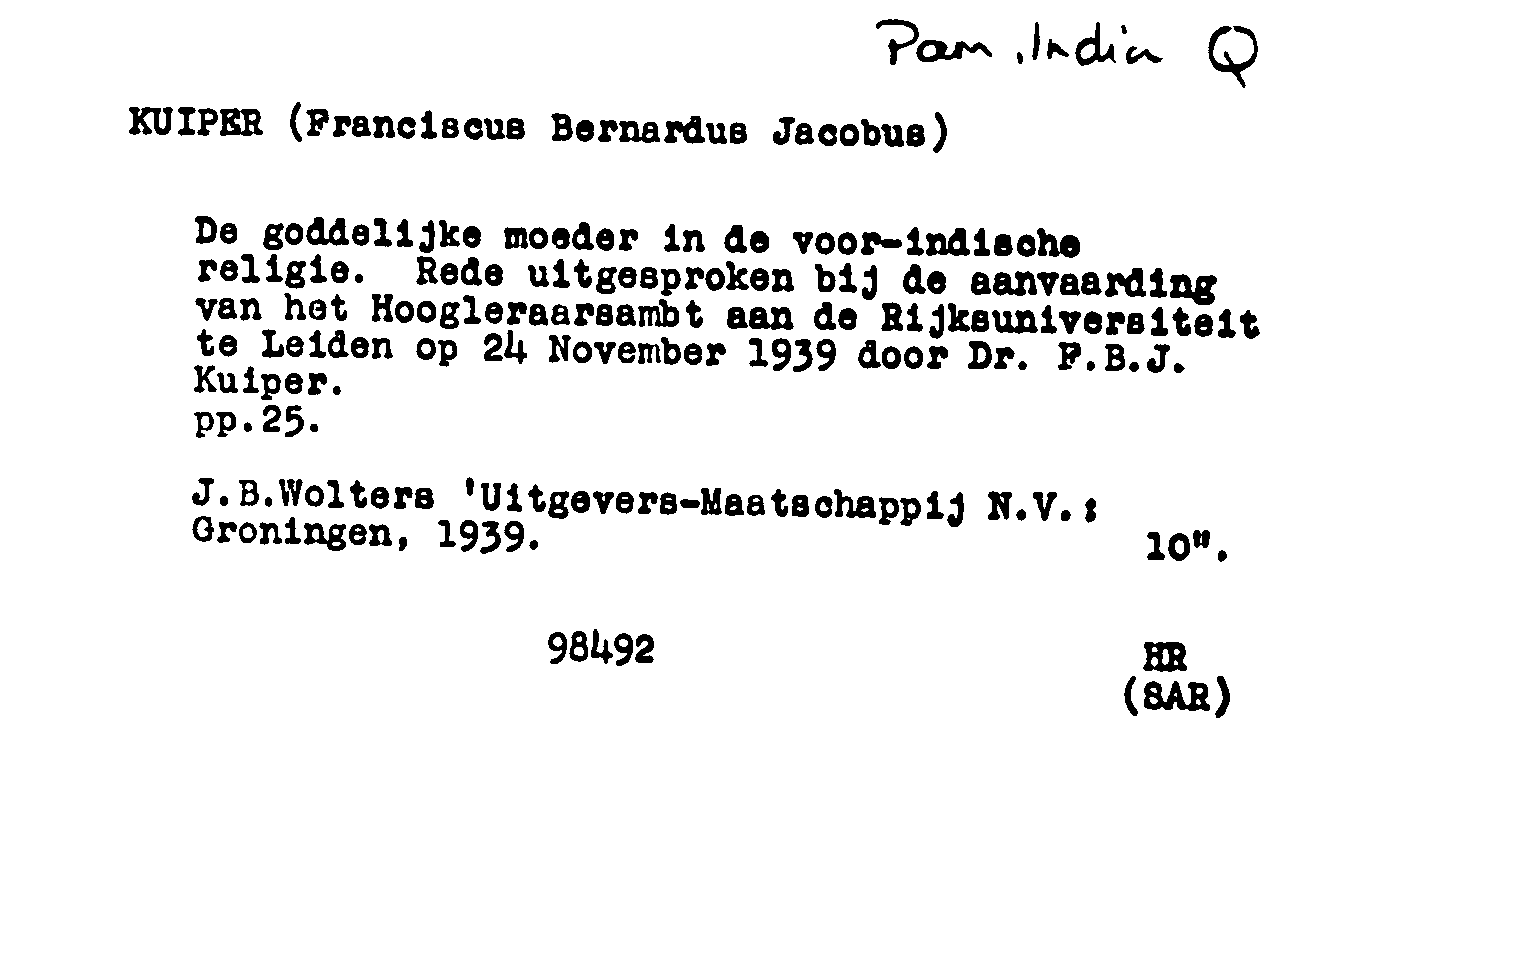 Pam. India Q
KUIPER (Franciscus Bernardus Jacobus)
De goddelijke moeder in de voor-indische
religie. Rede uitgesproken bij de aanvaarding
van het Hoogleraarsambt aan de Rijksuniversiteit
te Leiden op 24 November 1939 door Dr. F.B.J.
Kuiper.
pp.25.
J.B.Wolters 'Uitgevers-Maatschappij N.V.:
Groningen, 1939.
10".
98492
HR
(SAR)